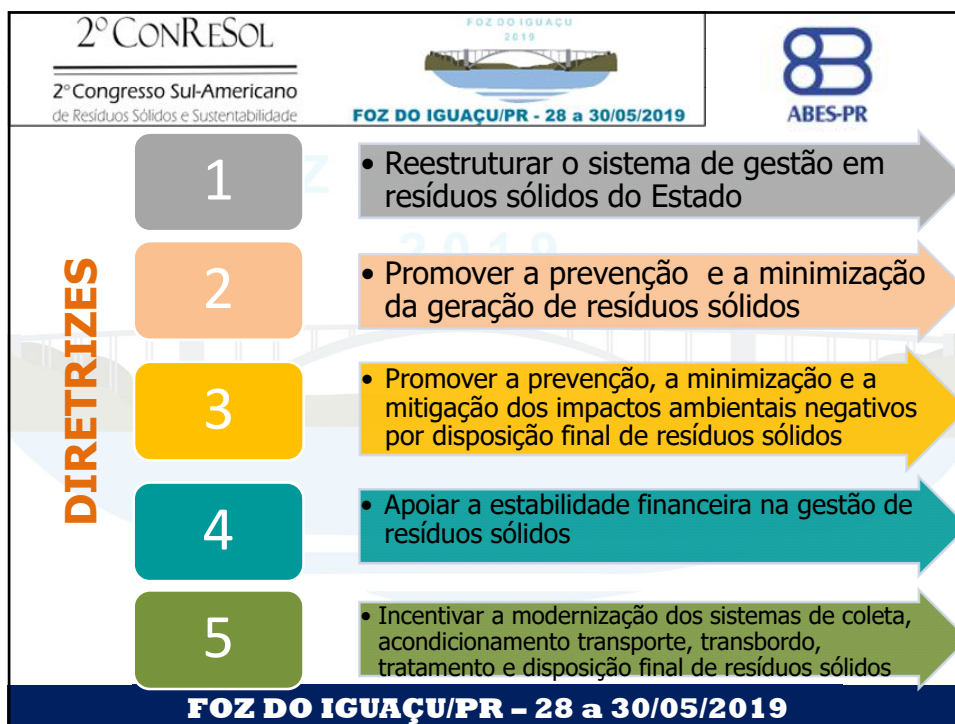 2º CONRESOL
2º Congresso Sul-Americano
de Resíduos Sólidos e Sustentabilidade
FOZ DO IGUAÇU
2019
FOZ DO IGUAÇU/PR - 28 a 30/05/2019
ABES-PR
DIRETRIZES
1
• Reestruturar o sistema de gestão em
resíduos sólidos do Estado
2019
2
• Promover a prevenção e a minimização
da geração de resíduos sólidos
3
• Promover a prevenção, a minimização e a
mitigação dos impactos ambientais negativos
por disposição final de resíduos sólidos
4
• Apoiar a estabilidade financeira na gestão de
resíduos sólidos
5
• Incentivar a modernização dos sistemas de coleta,
acondicionamento transporte, transbordo,
tratamento e disposição final de resíduos sólidos
FOZ DO IGUAÇU/PR – 28 a 30/05/2019